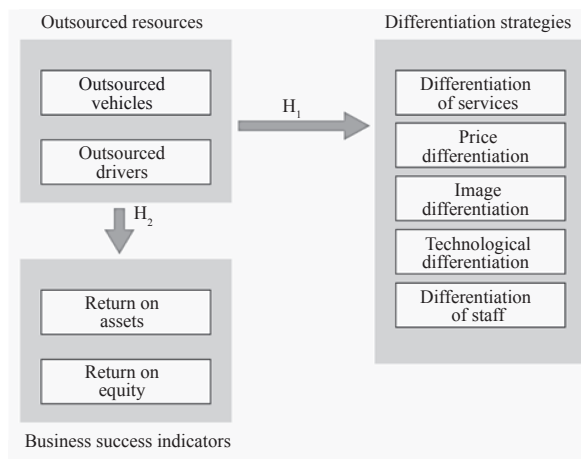 Outsourced resources
Outsourced
vehicles
Outsourced
drivers
H₁
H₂
Differentiation strategies
Differentiation
of services
Price
differentiation
Image
differentiation
Technological
differentiation
Differentiation
of staff
Return on
assets
Return on
equity
Business success indicators